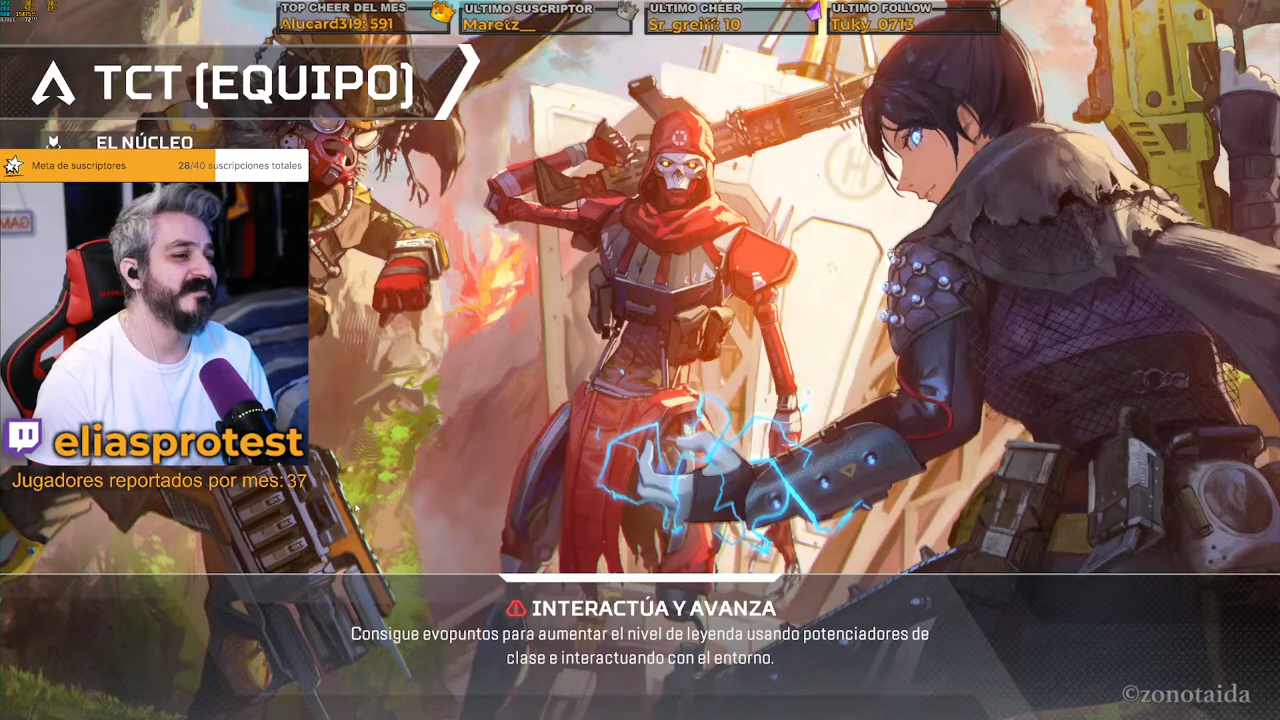 TOP CHEER DEL MES
Alucard319: 591
ULTIMO SUSCRIPTOR
Maretz__
ULTIMO CHEER
Sr_greiff: 10
ULTIMO FOLLOW
Tuky_0713
TCT (EQUIPO)
EL NÚCLEO
Meta de suscriptores 28/40 suscripciones totales
eliasprotest
Jugadores reportados por mes: 37
INTERACTÚA Y AVANZA
Consigue evopuntos para aumentar el nivel de leyenda usando potenciadores de
clase e interactuando con el entorno.
©zonotaida